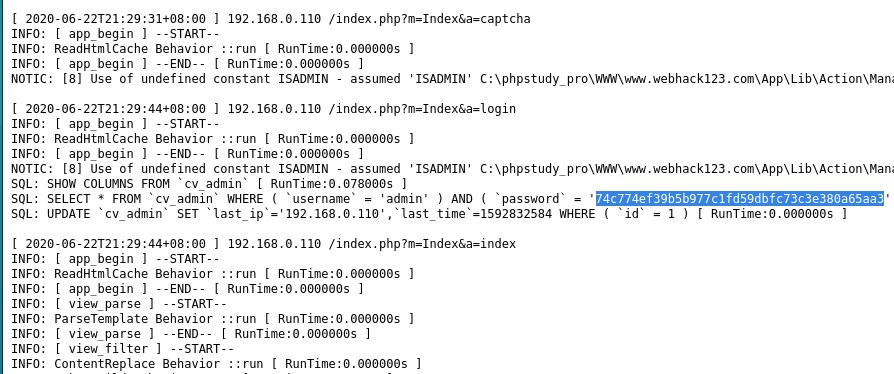 [ 2020-06-22T21:29:31+08:00 ] 192.168.0.110 /index.php?m=Index&a=captcha
INFO: [ app_begin ] --START--
INFO: ReadHtmlCache Behavior ::run [ RunTime:0.000000s ]
INFO: [ app_begin ] --END-- [ RunTime:0.000000s ]
NOTIC: [8] Use of undefined constant ISADMIN - assumed 'ISADMIN' C:\phpstudy_pro\WWW\www.webhack123.com\App\Lib\Action\Mana
[ 2020-06-22T21:29:44+08:00 ] 192.168.0.110 /index.php?m=Index&a=login
INFO: [ app_begin ] --START--
INFO: ReadHtmlCache Behavior ::run [ RunTime:0.000000s ]
INFO: [ app_begin ] --END-- [ RunTime:0.000000s ]
NOTIC: [8] Use of undefined constant ISADMIN - assumed 'ISADMIN' C:\phpstudy_pro\WWW\www.webhack123.com\App\Lib\Action\Mana
SQL: SHOW COLUMNS FROM `cv_admin` [ RunTime:0.078000s ]
SQL: SELECT * FROM `cv_admin` WHERE ( `username` = 'admin' ) AND ( `password` = '74c774ef39b5b977c1fd59dbfc73c3e380a65aa3'
SQL: UPDATE `cv_admin` SET `last_ip`='192.168.0.110',`last_time`=1592832584 WHERE ( `id` = 1 ) [ RunTime:0.000000s ]
[ 2020-06-22T21:29:44+08:00 ] 192.168.0.110 /index.php?m=Index&a=index
INFO: [ app_begin ] --START--
INFO: ReadHtmlCache Behavior ::run [ RunTime:0.000000s ]
INFO: [ app_begin ] --END-- [ RunTime:0.000000s ]
INFO: [ view_parse ] --START--
INFO: ParseTemplate Behavior ::run [ RunTime:0.000000s ]
INFO: [ view_parse ] --END-- [ RunTime:0.000000s ]
INFO: [ view_filter ] --START--
INFO: ContentReplace Behavior ::run [ RunTime:0.000000s ]